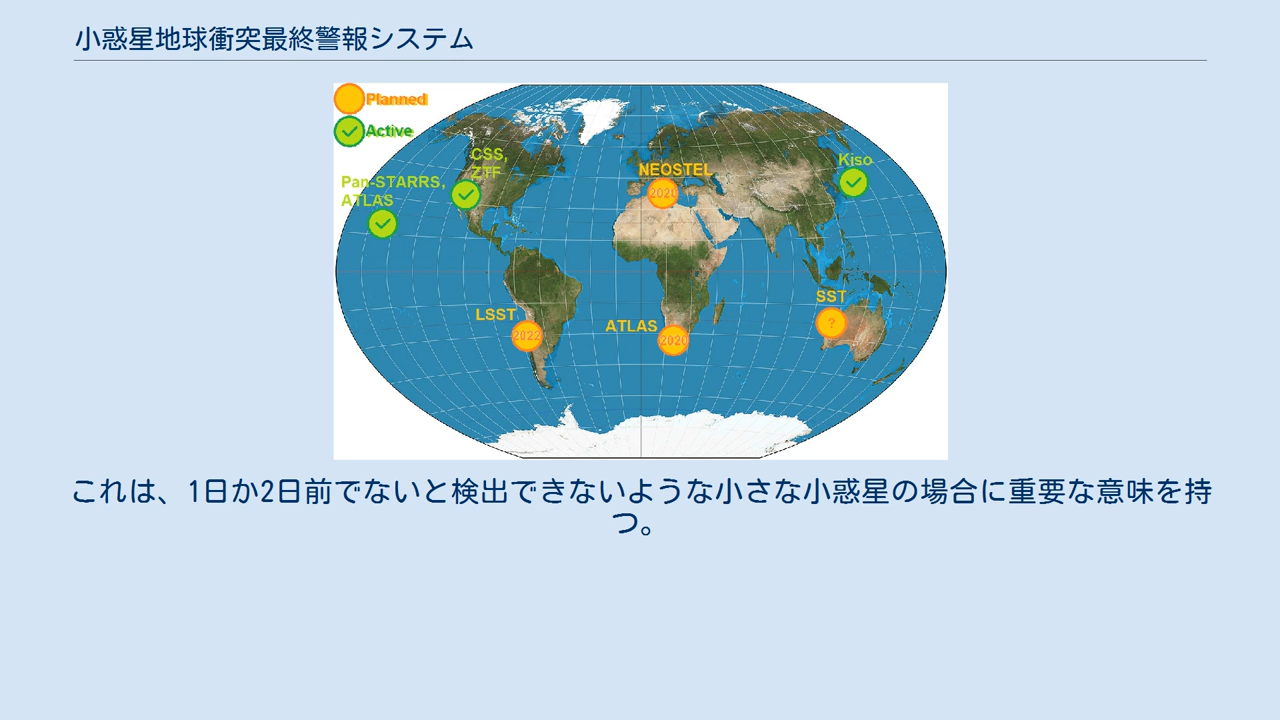 小惑星地球衝突最終警報システム
Planned
Active
CSS,
ZTF
Pan-STARRS,
ATLAS
NEOSTEL
2020
Kiso
SST
?
LSST
2022
ATLAS
2020
これは、1日か2日前でないと検出できないような小さな小惑星の場合に重要な意味を持
つ。